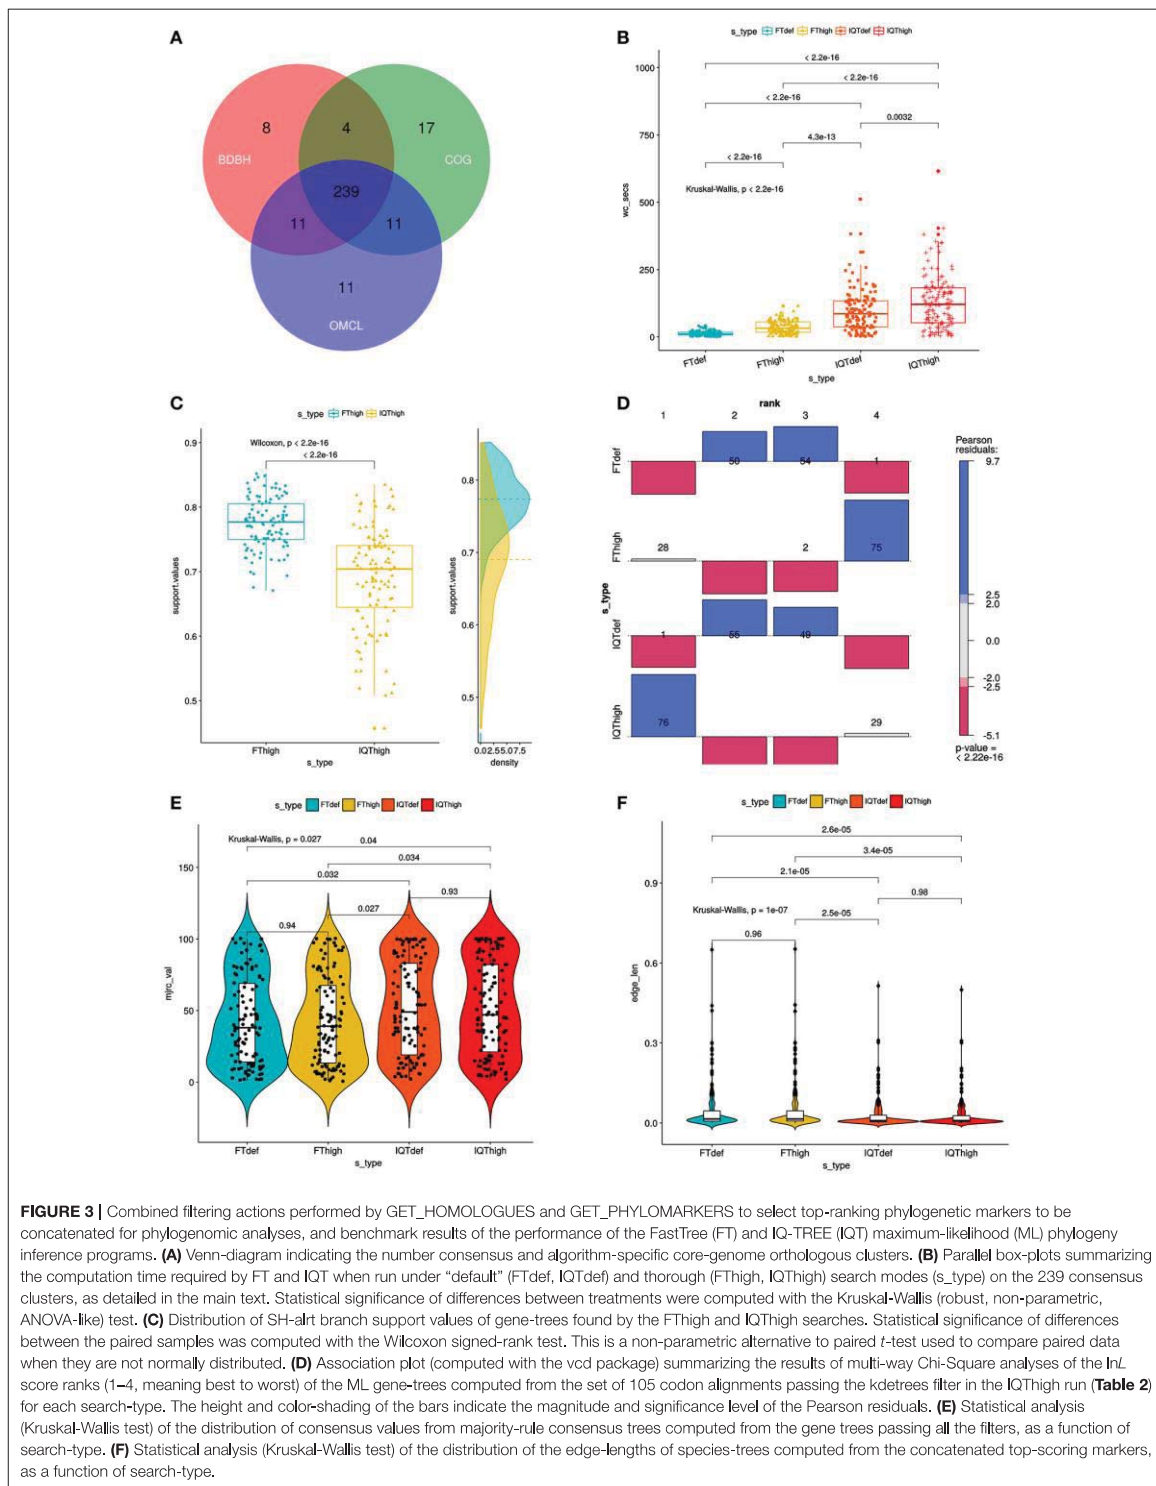 A
8
4
17
BDBH
COG
239
11
11
11
OMCL
B
s_type FTdef FThigh IQTdef IQThigh
1000
750
500
250
0
wc_secs
< 2.2e-16
< 2.2e-16
< 2.2e-16
0.0032
4.3e-13
< 2.2e-16
Kruskal-Wallis, p < 2.2e-16
FTdef
FThigh
IQTdef
IQThigh
s_type
C
s_type FThigh IQThigh
0.9
0.8
0.7
0.6
0.5
support.values
Wilcoxon, p < 2.2e-16
< 2.2e-16
FThigh
IQThigh
s_type
0.8
0.7
0.6
0.5
support.values
0.02.55.07.5
density
D
rank
1 2 3 4
s_type
FTdef
50 54 1
FThigh
28 2 75
IQTdef
1 55 49
IQThigh
76 29
Pearson
residuals:
9.7
2.5
2.0
0.0
-2.0
-2.5
-5.1
p-value =
< 2.22e-16
E
s_type FTdef FThigh IQTdef IQThigh
Kruskal-Wallis, p = 0.027
0.04
0.034
0.032
0.93
0.027
0.94
150
100
50
0
mjrc_val
FTdef
FThigh
IQTdef
IQThigh
s_type
F
s_type FTdef FThigh IQTdef IQThigh
2.6e-05
3.4e-05
2.1e-05
0.98
Kruskal-Wallis, p = 1e-07
2.5e-05
0.96
0.9
0.6
0.3
0.0
edge_len
FTdef
FThigh
IQTdef
IQThigh
s_type
FIGURE 3 | Combined filtering actions performed by GET_HOMOLOGUES and GET_PHYLOMARKERS to select top-ranking phylogenetic markers to be
concatenated for phylogenomic analyses, and benchmark results of the performance of the FastTree (FT) and IQ-TREE (IQT) maximum-likelihood (ML) phylogeny
inference programs. (A) Venn-diagram indicating the number consensus and algorithm-specific core-genome orthologous clusters. (B) Parallel box-plots summarizing
the computation time required by FT and IQT when run under “default” (FTdef, IQTdef) and thorough (FThigh, IQThigh) search modes (s_type) on the 239 consensus
clusters, as detailed in the main text. Statistical significance of differences between treatments were computed with the Kruskal-Wallis (robust, non-parametric,
ANOVA-like) test. (C) Distribution of SH-alrt branch support values of gene-trees found by the FThigh and IQThigh searches. Statistical significance of differences
between the paired samples was computed with the Wilcoxon signed-rank test. This is a non-parametric alternative to paired t-test used to compare paired data
when they are not normally distributed. (D) Association plot (computed with the vcd package) summarizing the results of multi-way Chi-Square analyses of the lnL
score ranks (1–4, meaning best to worst) of the ML gene-trees computed from the set of 105 codon alignments passing the kdetrees filter in the IQThigh run (Table 2)
for each search-type. The height and color-shading of the bars indicate the magnitude and significance level of the Pearson residuals. (E) Statistical analysis
(Kruskal-Wallis test) of the distribution of consensus values from majority-rule consensus trees computed from the gene trees passing all the filters, as a function of
search-type. (F) Statistical analysis (Kruskal-Wallis test) of the distribution of the edge-lengths of species-trees computed from the concatenated top-scoring markers,
as a function of search-type.